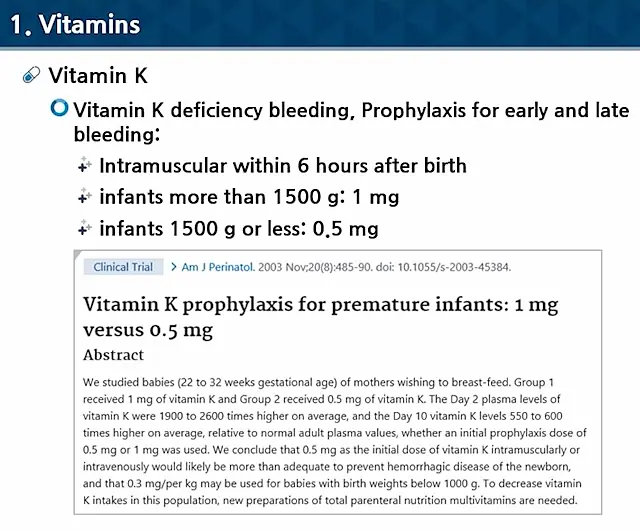 1. Vitamins
Vitamin K
Vitamin K deficiency bleeding, Prophylaxis for early and late
bleeding:
Intramuscular within 6 hours after birth
infants more than 1500 g: 1 mg
infants 1500 g or less: 0.5 mg
Clinical Trial > Am J Perinatol. 2003 Nov;20(8):485-90. doi: 10.1055/s-2003-45384.
Vitamin K prophylaxis for premature infants: 1 mg
versus 0.5 mg
Abstract
We studied babies (22 to 32 weeks gestational age) of mothers wishing to breast-feed. Group 1
received 1 mg of vitamin K and Group 2 received 0.5 mg of vitamin K. The Day 2 plasma levels of
vitamin K were 1900 to 2600 times higher on average, and the Day 10 vitamin K levels 550 to 600
times higher on average, relative to normal adult plasma values, whether an initial prophylaxis dose of
0.5 mg or 1 mg was used. We conclude that 0.5 mg as the initial dose of vitamin K intramuscularly or
intravenously would likely be more than adequate to prevent hemorrhagic disease of the newborn,
and that 0.3 mg/per kg may be used for babies with birth weights below 1000 g. To decrease vitamin
K intakes in this population, new preparations of total parenteral nutrition multivitamins are needed.